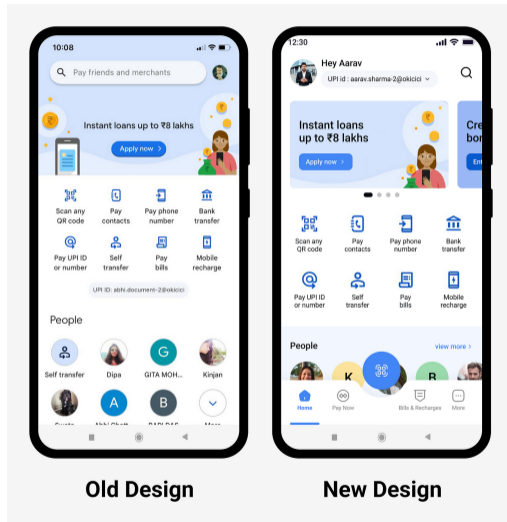 10:08
Pay friends and merchants
Instant loans up to ₹8 lakhs
Apply now
Scan any
QR code
Pay
contacts
Pay phone
number
Bank
transfer
Pay UPI ID
or number
Self
transfer
Pay
bills
Mobile
recharge
UPI ID: abhi.document-2@okicici
People
Self transfer
Dipa
G
GITA MOH...
Kinjan
A
B
Old Design
12:30
Hey Aarav
UPI id : aarav.sharma-2@okicici
Instant loans
up to ₹8 lakhs
Apply now
Cre
bor
Scan any
QR code
Pay
contacts
Pay phone
number
Bank
transfer
Pay UPI ID
or number
Self
transfer
Pay
bills
Mobile
recharge
People
view more
K
B
Home
Pay Now
Bills & Recharges
More
New Design